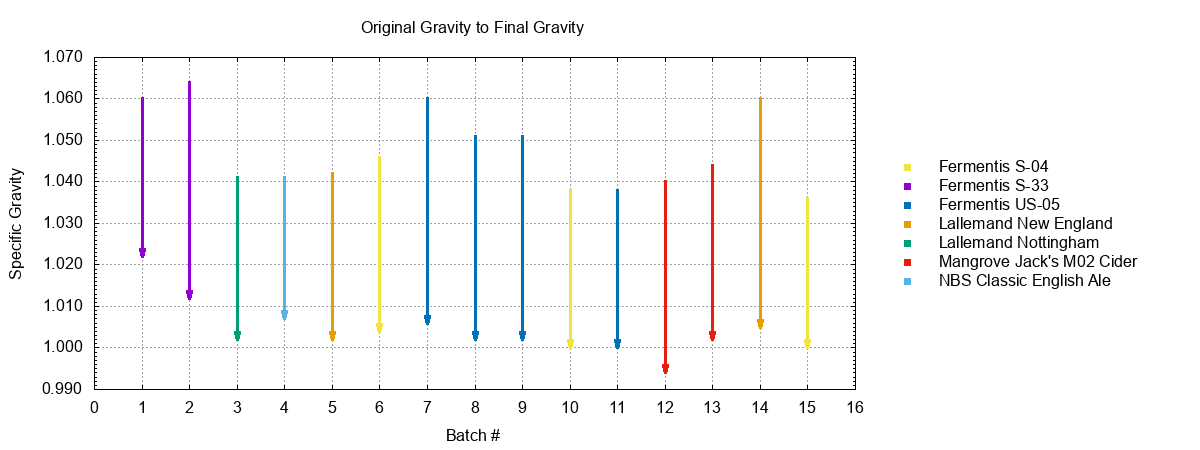 Original Gravity to Final Gravity
1.070
1.060
1.050
1.040
1.030
1.020
1.010
1.000
0.990
Specific Gravity
0 1 2 3 4 5 6 7 8 9 10 11 12 13 14 15 16
Batch #
Fermentis S-04
Fermentis S-33
Fermentis US-05
Lallemand New England
Lallemand Nottingham
Mangrove Jack's M02 Cider
NBS Classic English Ale